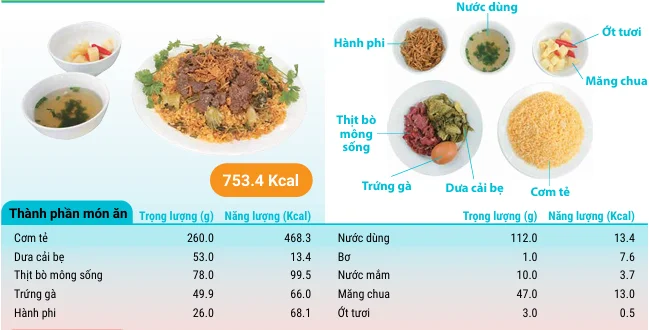 Nước dùng
Hành phi
Ớt tươi
Măng chua
Thịt bò
mông
sống
Trứng gà
Dưa cải bẹ
Cơm tẻ
753.4 Kcal
Thành phần món ăn Trọng lượng (g) Năng lượng (Kcal) Trọng lượng (g) Năng lượng (Kcal)
Cơm tẻ 260.0 468.3 Nước dùng 112.0 13.4
Dưa cải bẹ 53.0 13.4 Bơ 1.0 7.6
Thịt bò mông sống 78.0 99.5 Nước mắm 10.0 3.7
Trứng gà 49.9 66.0 Măng chua 47.0 13.0
Hành phi 26.0 68.1 Ớt tươi 3.0 0.5